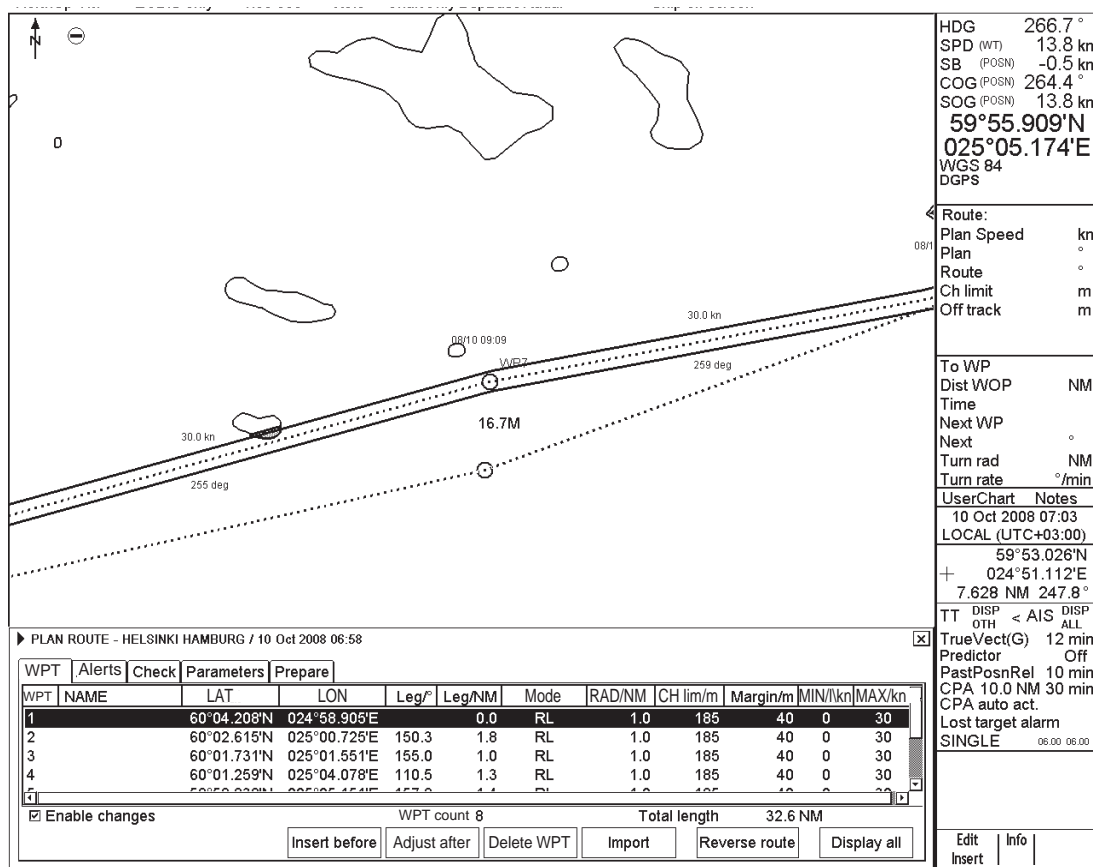 N
HDG 266.7 °
SPD (WT) 13.8 kn
SB (POSN) -0.5 kn
COG (POSN) 264.4 °
SOG (POSN) 13.8 kn
59°55.909'N
025°05.174'E
WGS 84
DGPS
Route:
Plan Speed kn
Plan °
Route °
Ch limit m
Off track m
To WP
Dist WOP NM
Time
Next WP
Next °
Turn rad NM
Turn rate °/min
UserChart Notes
10 Oct 2008 07:03
LOCAL (UTC+03:00)
59°53.026'N
024°51.112'E
7.628 NM 247.8°
TT DISP OTH < AIS DISP ALL
TrueVect(G) 12 min
Predictor Off
PastPosnRel 10 min
CPA 10.0 NM 30 min
CPA auto act.
Lost target alarm
SINGLE 06.00 06.00
Edit Info
Insert
08/1
30.0 kn
08/10 09:09
WP7
259 deg
16.7M
30.0 kn
255 deg
PLAN ROUTE - HELSINKI HAMBURG / 10 Oct 2008 06:58
WPT Alerts Check Parameters Prepare
WPT NAME LAT LON Leg/° Leg/NM Mode RAD/NM CH lim/m Margin/m MIN/l\kn MAX/kn
1 60°04.208'N 024°58.905'E 0.0 RL 1.0 185 40 0 30
2 60°02.615'N 025°00.725'E 150.3 1.8 RL 1.0 185 40 0 30
3 60°01.731'N 025°01.551'E 155.0 1.0 RL 1.0 185 40 0 30
4 60°01.259'N 025°04.078'E 110.5 1.3 RL 1.0 185 40 0 30
Enable changes WPT count 8 Total length 32.6 NM
Insert before Adjust after Delete WPT Import Reverse route Display all